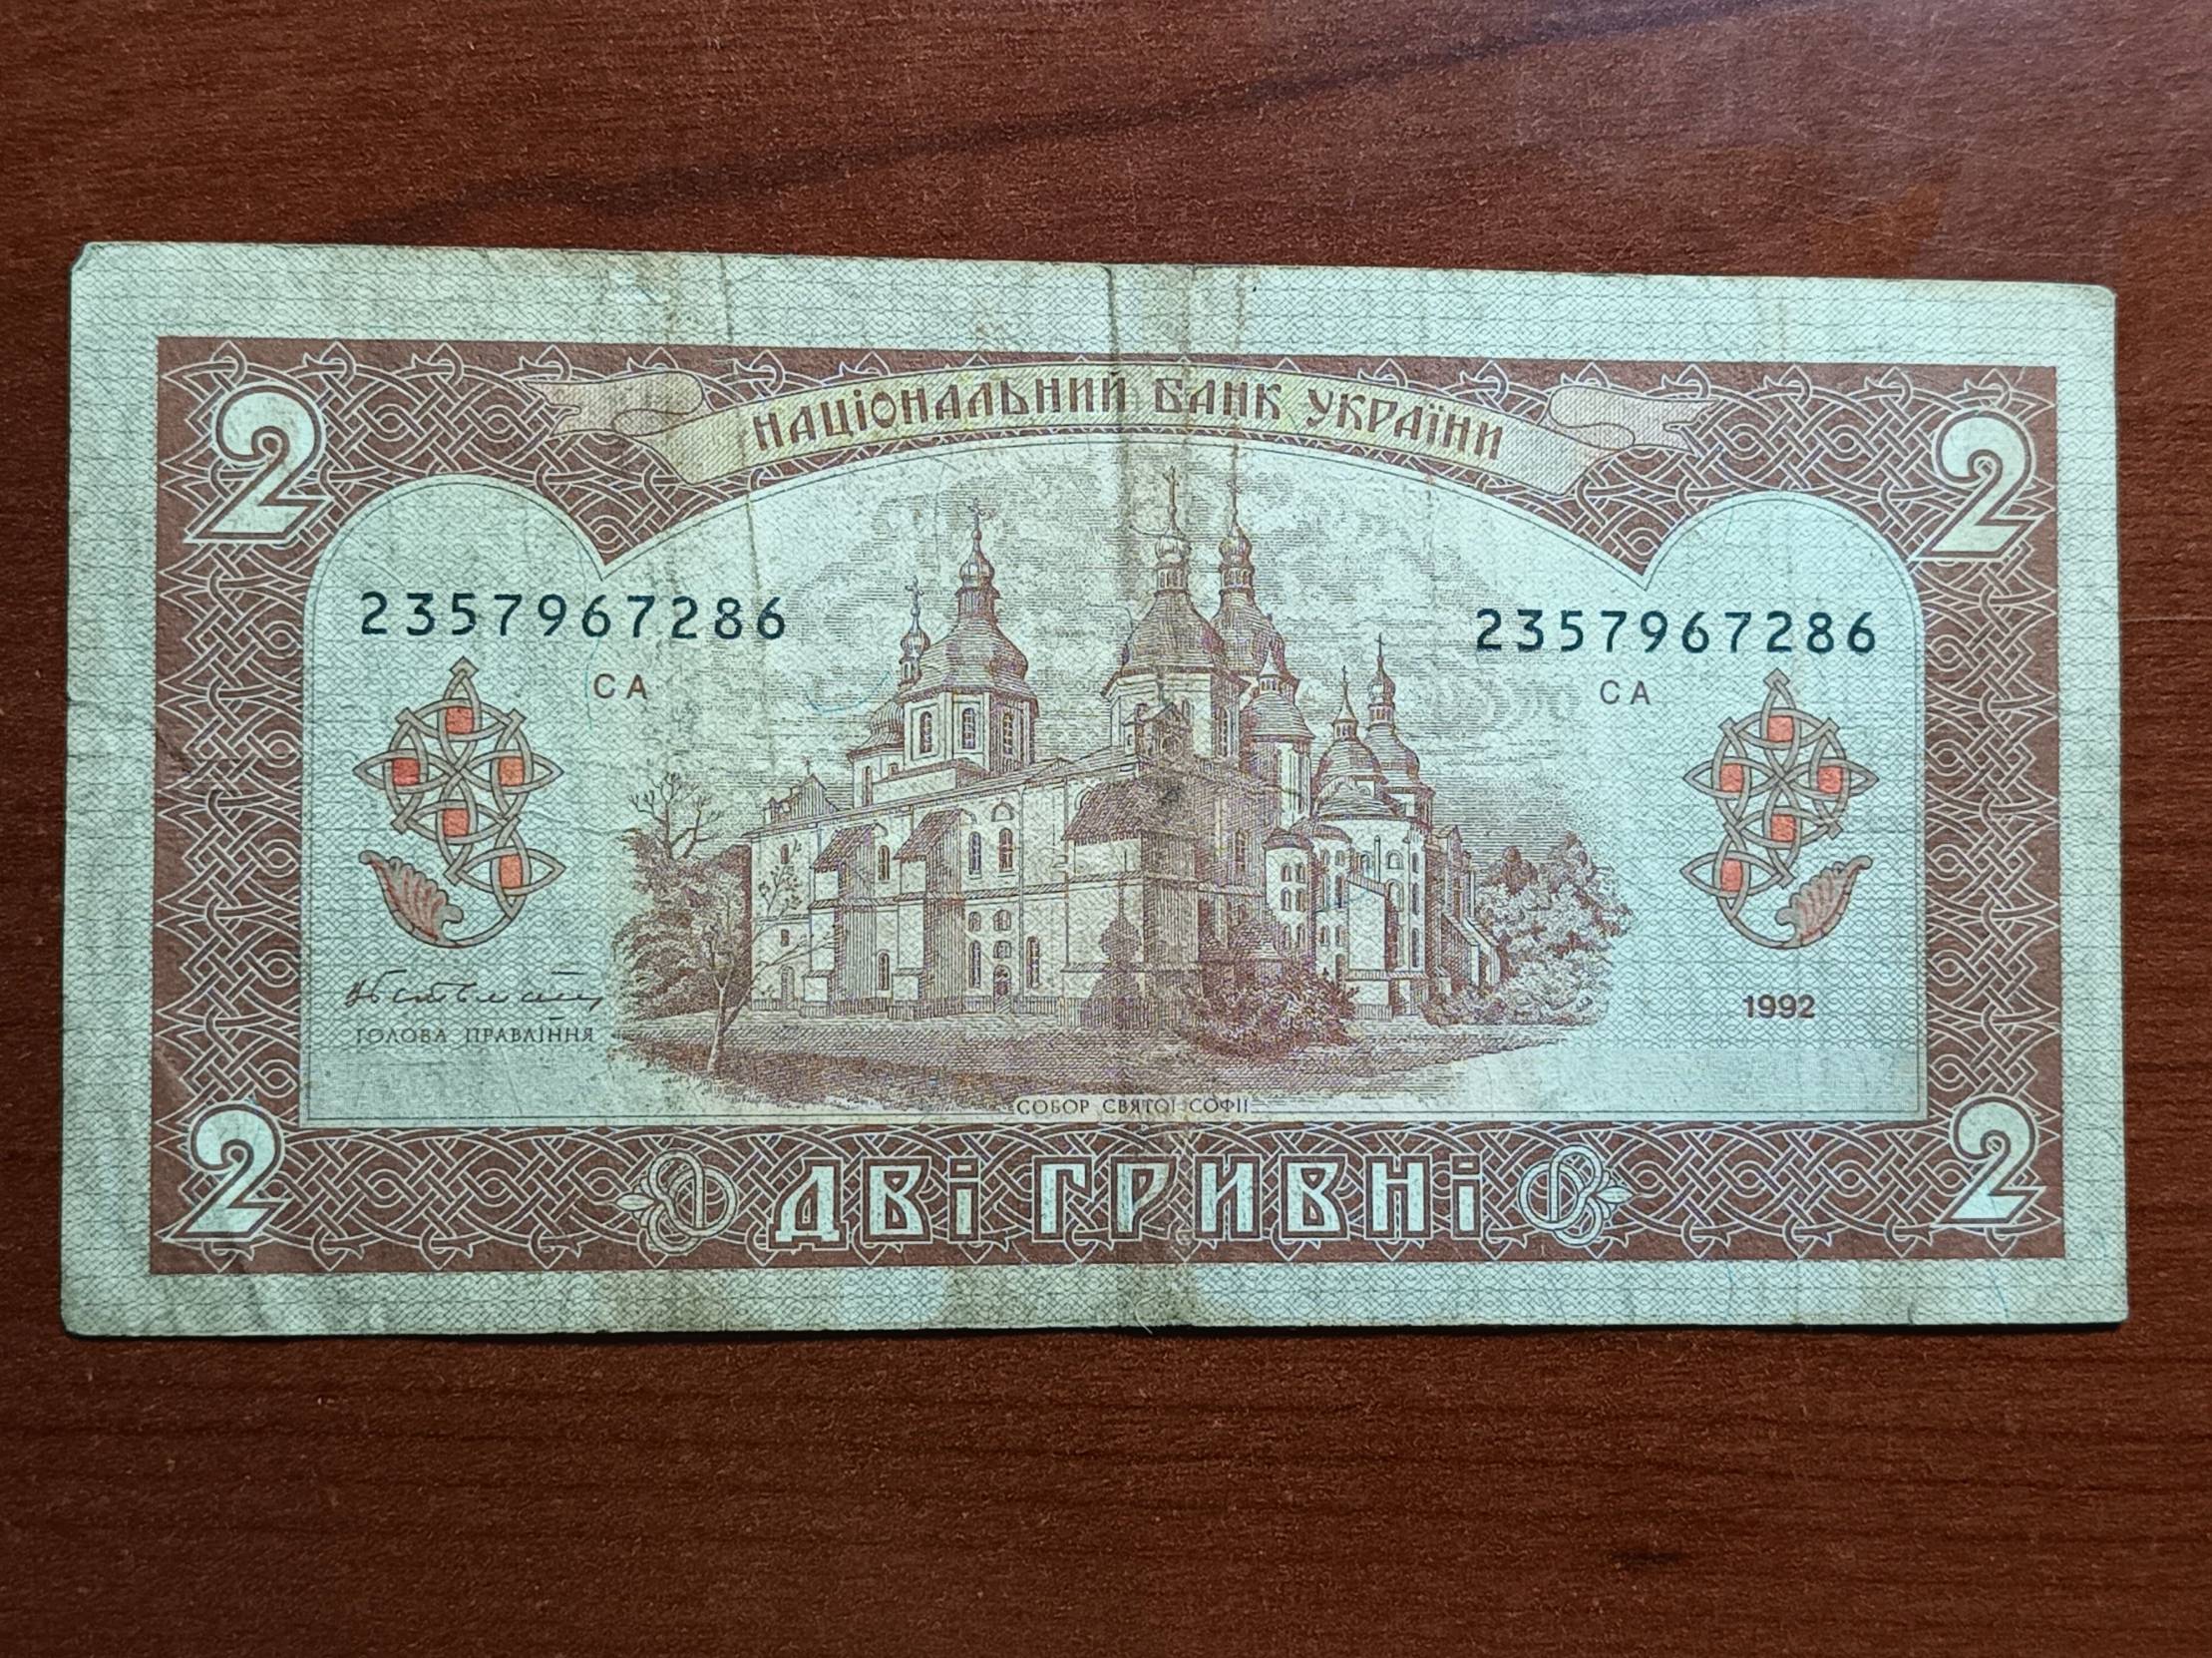 НАЦІОНАЛЬНИЙ БАНК УКРАЇНИ
2 2
2357967286 2357967286
СА СА
1992
ГОЛОВА ПРАВЛІННЯ
СОБОР СВЯТОЇ СОФІЇ
2 ДВІ ГРИВНІ 2